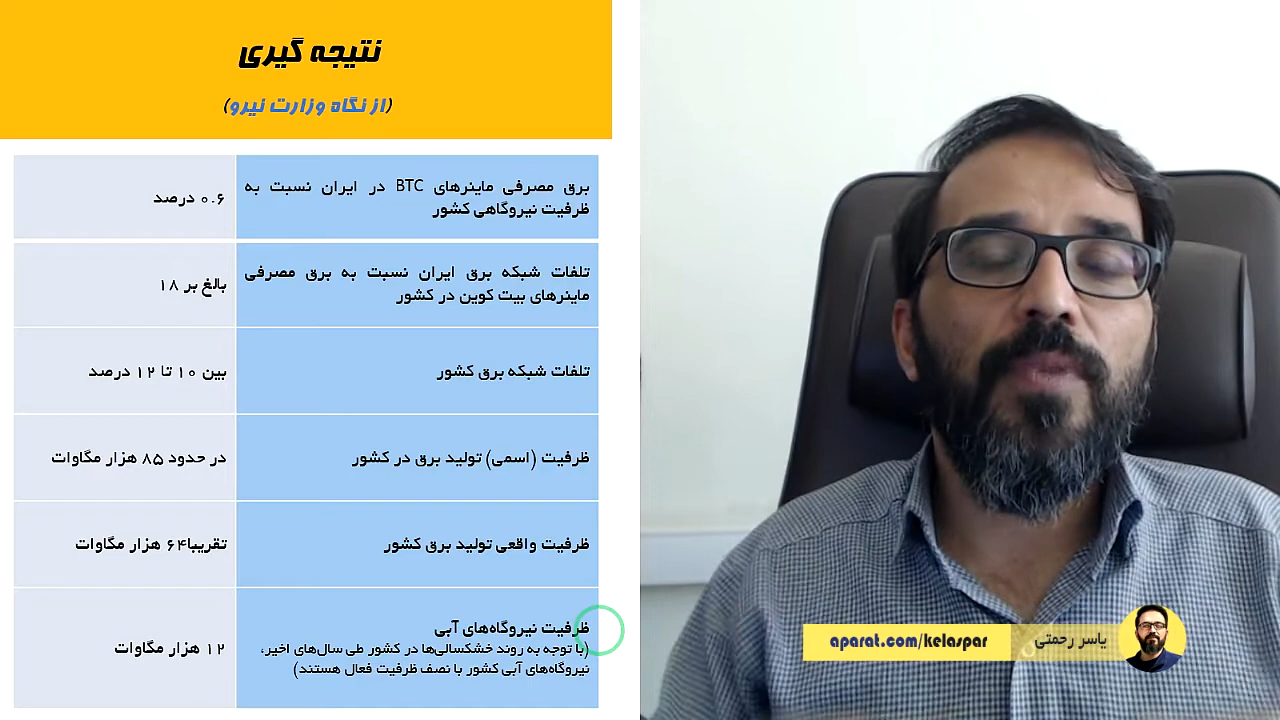 نتیجه گیری
(از نگاه وزارت نیرو)
برق مصرفی ماینرهای BTC در ایران نسبت به
ظرفیت نیروگاهی کشور
۰.۶ درصد
تلفات شبکه برق ایران نسبت به برق مصرفی
ماینرهای بیت کوین در کشور
بالغ بر ۱۸
تلفات شبکه برق کشور
بین ۱۰ تا ۱۲ درصد
ظرفیت (اسمی) تولید برق در کشور
در حدود ۸۵ هزار مگاوات
ظرفیت واقعی تولید برق کشور
تقریبا۶۴ هزار مگاوات
ظرفیت نیروگاه‌های آبی
(با توجه به روند خشکسالی‌ها در کشور طی سال‌های اخیر،
نیروگاه‌های آبی کشور با نصف ظرفیت فعال هستند)
۱۲ هزار مگاوات
یاسر رحمتی
aparat.com/kelaspar